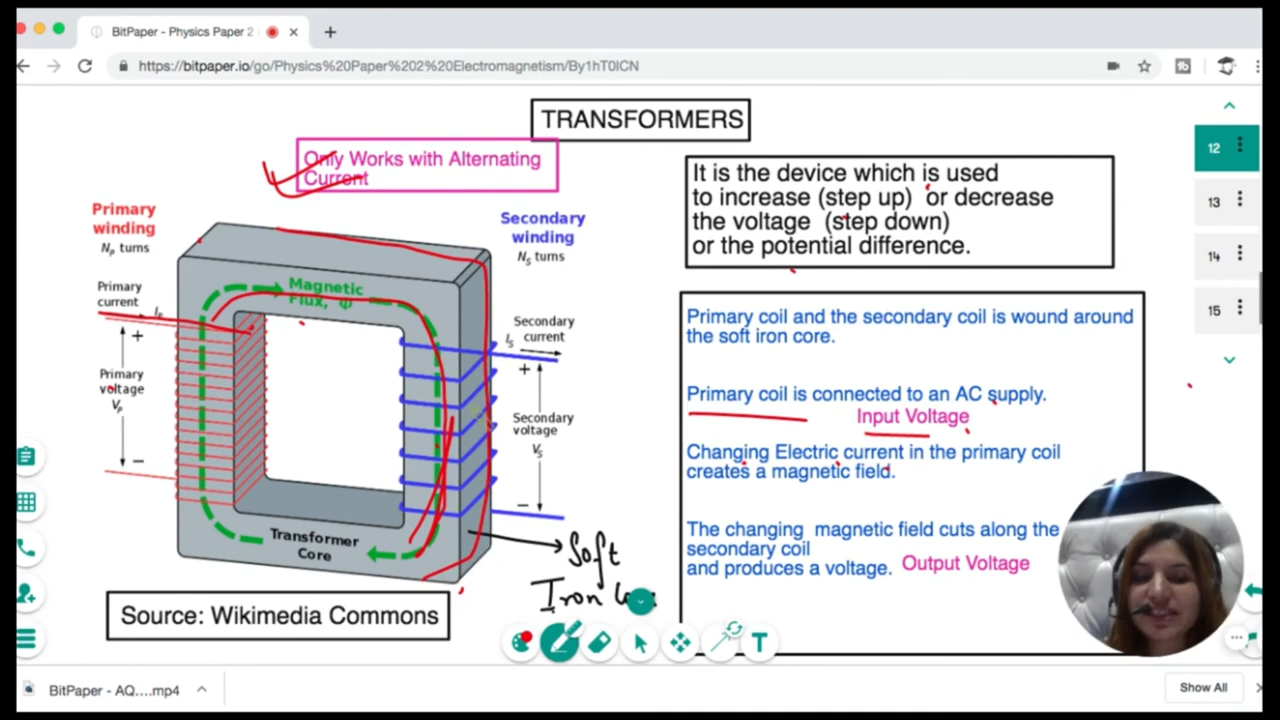 BitPaper - Physics Paper 2
https://bitpaper.io/go/Physics%20Paper%202%20Electromagnetism/By1hT0ICN
TRANSFORMERS
Only Works with Alternating
Current
12
13
14
15
Primary
winding
Nₚ turns
Primary
current
Iₚ
+
Primary
voltage
Vₚ
−
Magnetic
Flux, Φ
Transformer
Core
Secondary
winding
Nₛ turns
Secondary
current
Iₛ
+
Secondary
voltage
Vₛ
−
Soft
Iron
Source: Wikimedia Commons
It is the device which is used
to increase (step up) or decrease
the voltage (step down)
or the potential difference.
Primary coil and the secondary coil is wound around
the soft iron core.
Primary coil is connected to an AC supply.
Input Voltage
Changing Electric current in the primary coil
creates a magnetic field.
The changing magnetic field cuts along the
secondary coil
and produces a voltage. Output Voltage
T
BitPaper - AQ....mp4
Show All